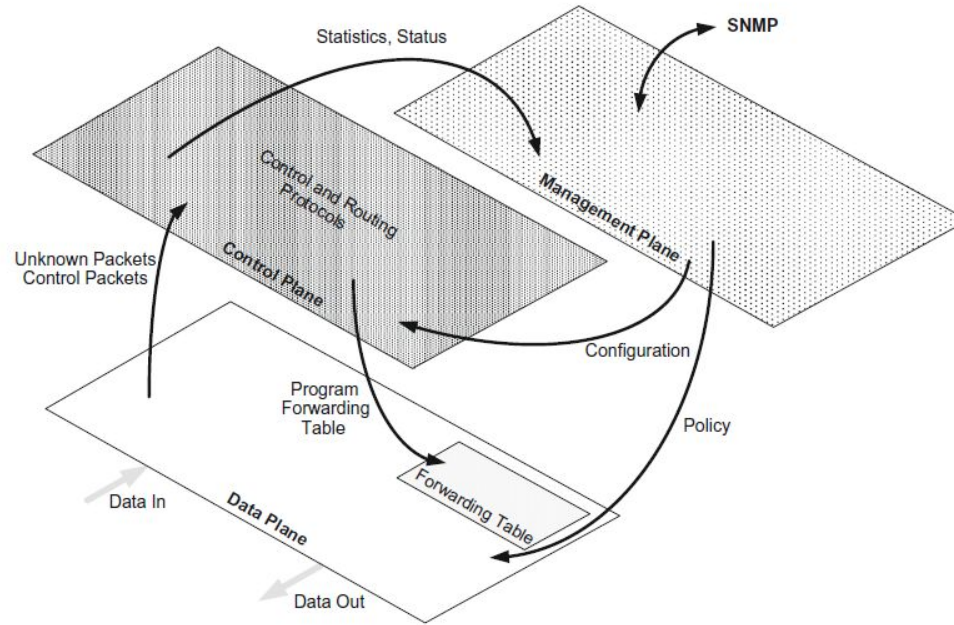 Statistics, Status
SNMP
Control and Routing
Protocols
Control Plane
Management Plane
Unknown Packets
Control Packets
Configuration
Program
Forwarding
Table
Policy
Forwarding Table
Data In
Data Plane
Data Out